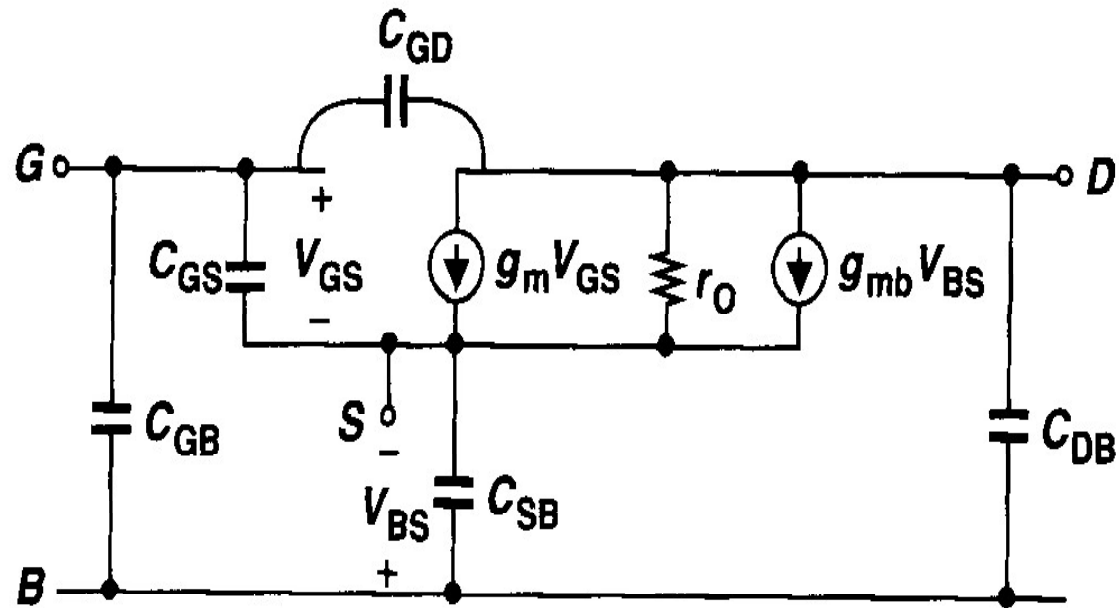 C_GD
G
D
+
C_GS
V_GS
g_m V_GS
r_O
g_mb V_BS
−
C_GB
S
−
C_DB
V_BS
C_SB
+
B